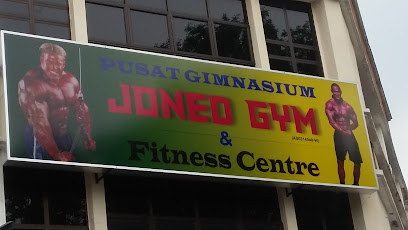 PUSAT GIMNASIUM
JONED GYM
&
Fitness Centre